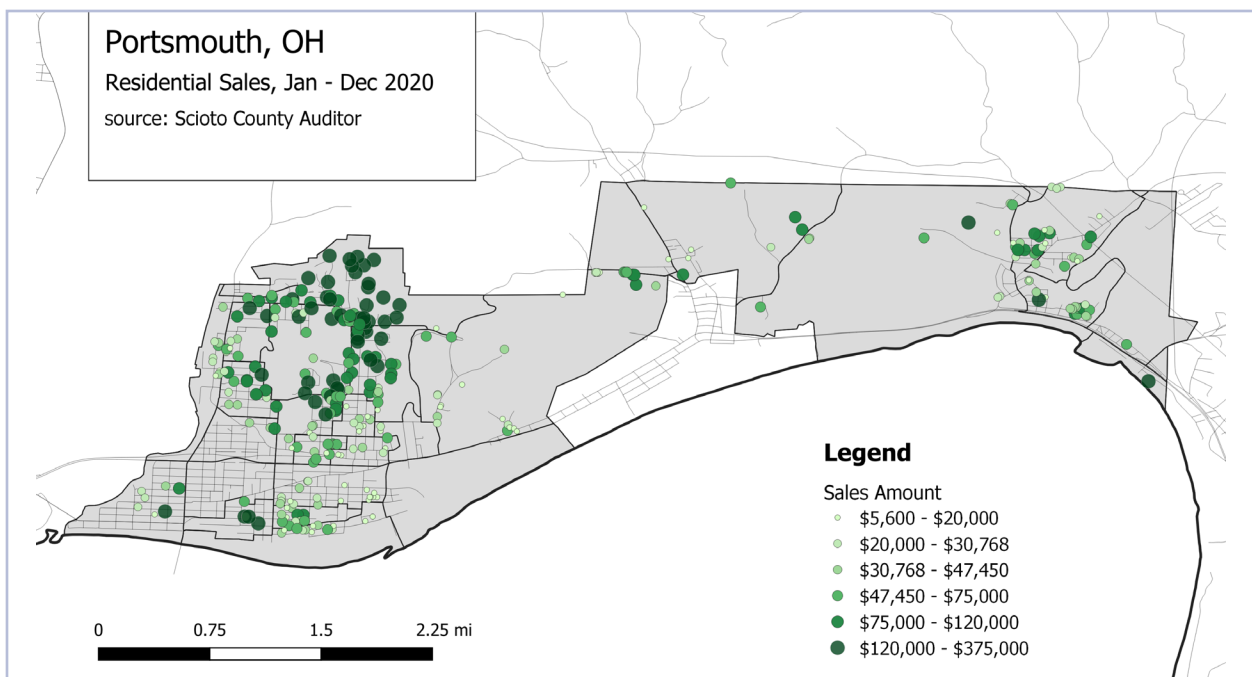 Portsmouth, OH
Residential Sales, Jan - Dec 2020
source: Scioto County Auditor
Legend
Sales Amount
$5,600 - $20,000
$20,000 - $30,768
$30,768 - $47,450
$47,450 - $75,000
$75,000 - $120,000
$120,000 - $375,000
0 0.75 1.5 2.25 mi